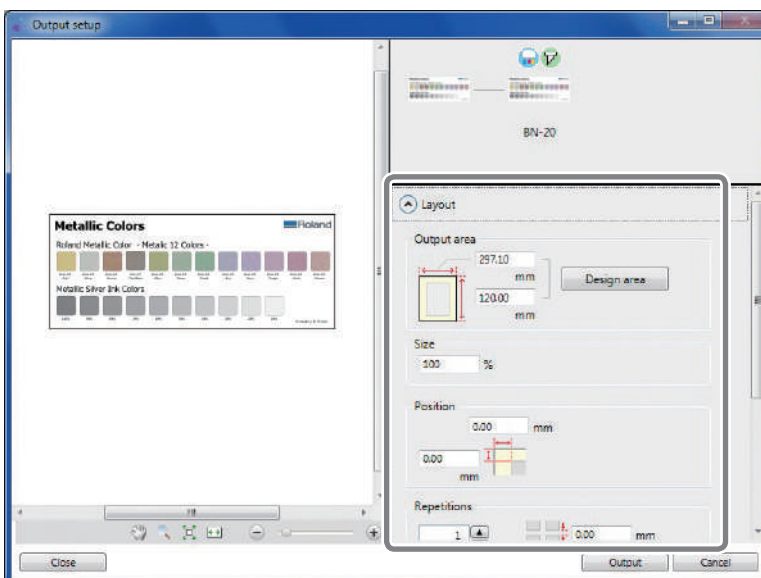 Output setup
BN-20
Metallic Colors
Roland
Roland Metallic Color - Metalic 12 Colors -
Metallic Silver Ink Colors
Layout
Output area
297.10
mm
Design area
120.00
mm
Size
100 %
Position
0.00 mm
0.00
mm
Repetitions
1
0.00 mm
Close
Output
Cancel